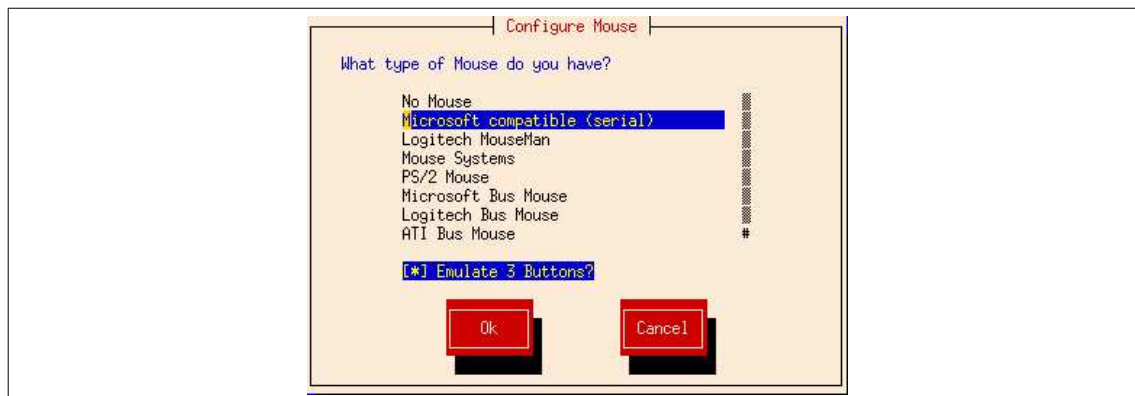 Configure Mouse
What type of Mouse do you have?
No Mouse
Microsoft compatible (serial)
Logitech MouseMan
Mouse Systems
PS/2 Mouse
Microsoft Bus Mouse
Logitech Bus Mouse
ATI Bus Mouse #
[*] Emulate 3 Buttons?
Ok Cancel